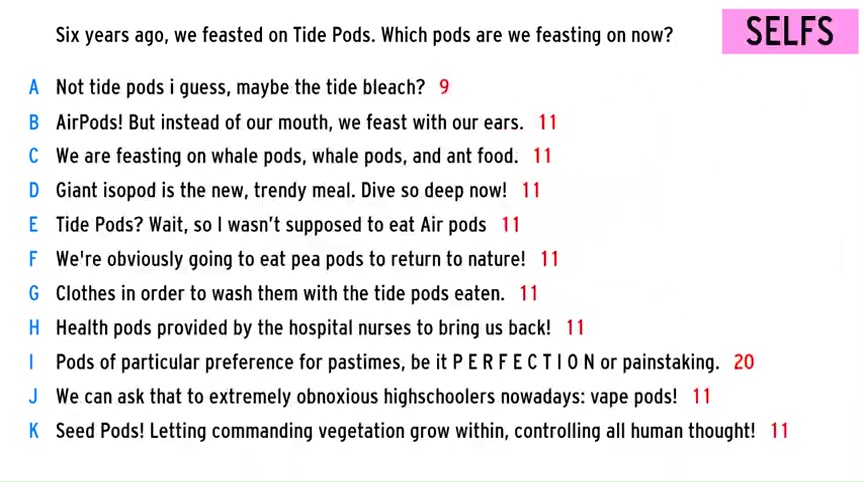 Six years ago, we feasted on Tide Pods. Which pods are we feasting on now?
SELFS
A Not tide pods i guess, maybe the tide bleach? 9
B AirPods! But instead of our mouth, we feast with our ears. 11
C We are feasting on whale pods, whale pods, and ant food. 11
D Giant isopod is the new, trendy meal. Dive so deep now! 11
E Tide Pods? Wait, so I wasn't supposed to eat Air pods 11
F We're obviously going to eat pea pods to return to nature! 11
G Clothes in order to wash them with the tide pods eaten. 11
H Health pods provided by the hospital nurses to bring us back! 11
I Pods of particular preference for pastimes, be it P E R F E C T I O N or painstaking. 20
J We can ask that to extremely obnoxious highschoolers nowadays: vape pods! 11
K Seed Pods! Letting commanding vegetation grow within, controlling all human thought! 11